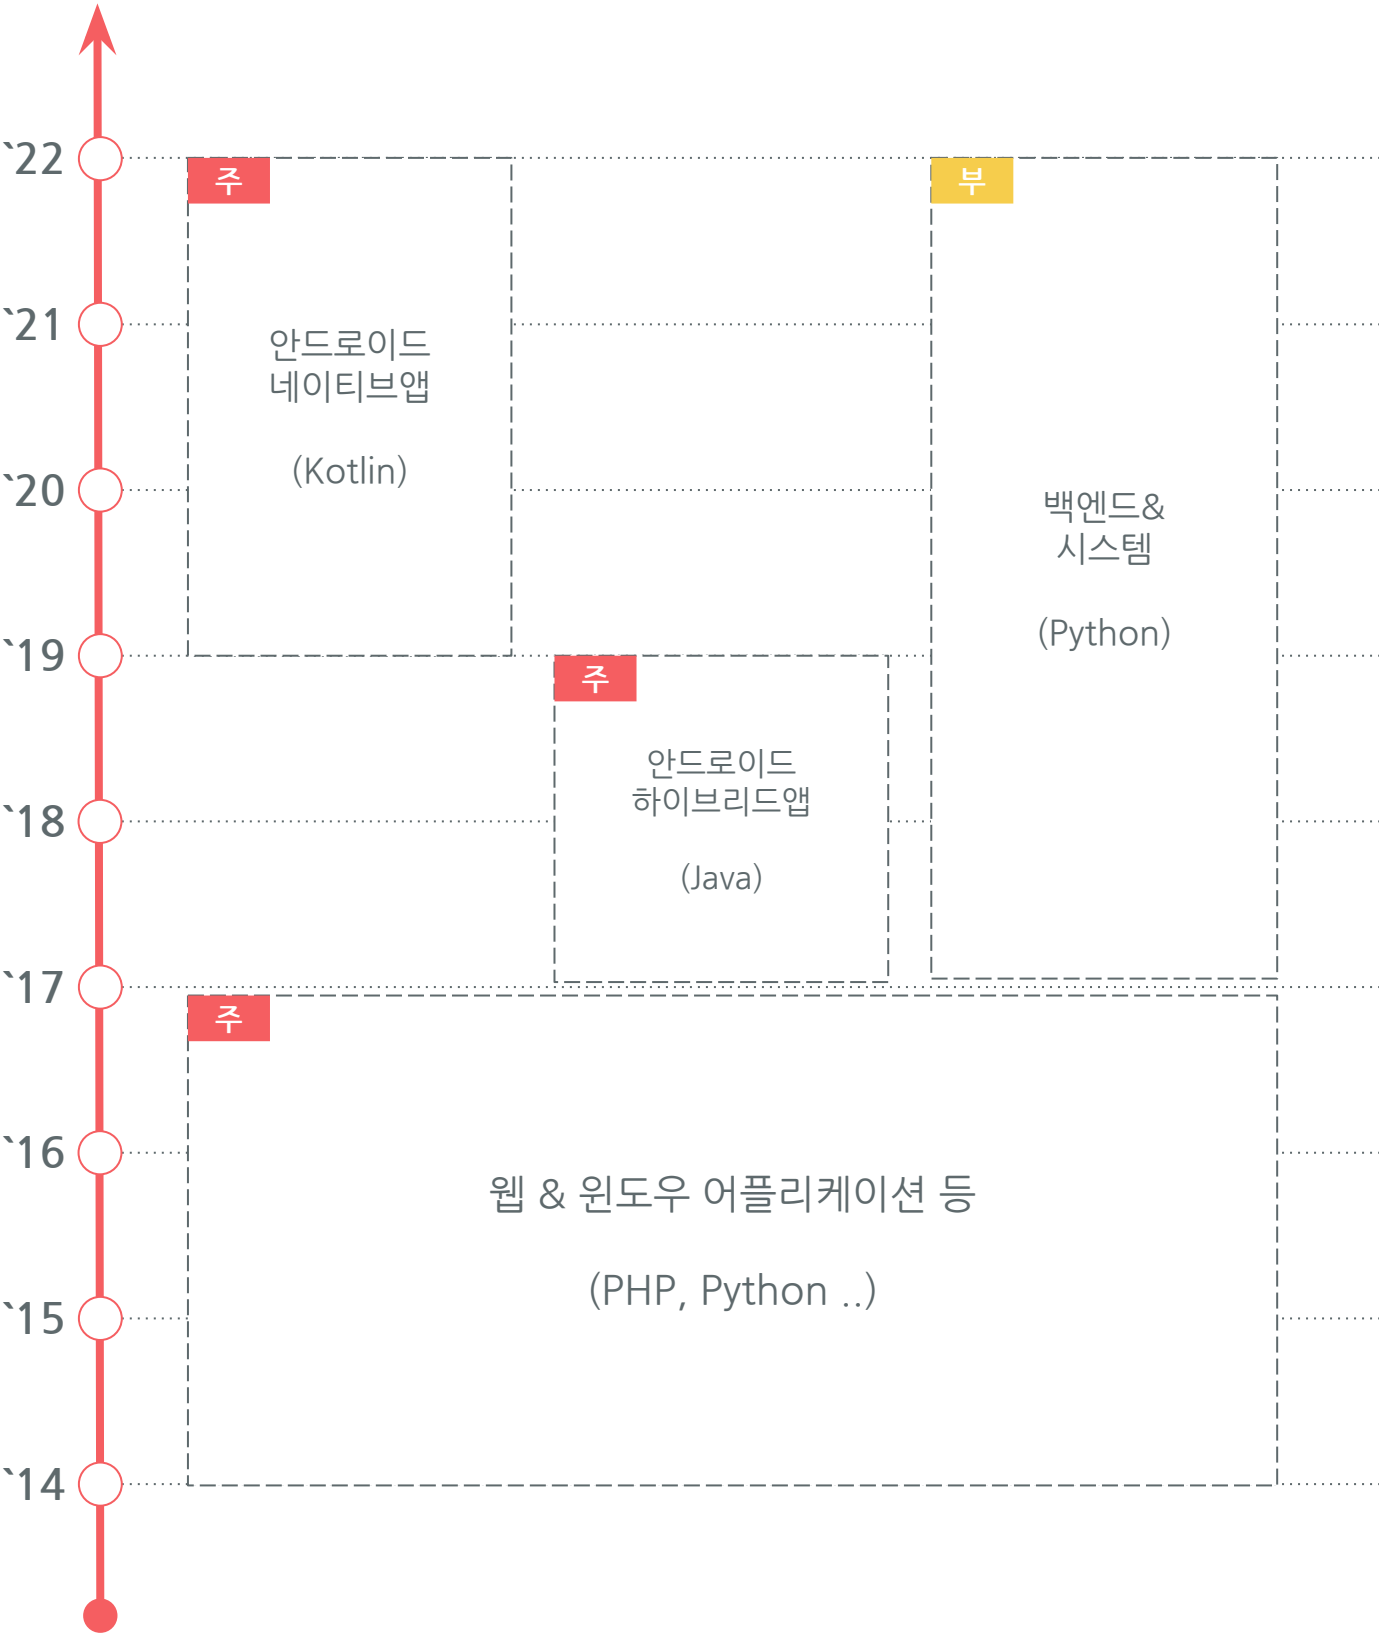 `22
주
부
`21
안드로이드
네이티브앱
(Kotlin)
`20
백엔드&
시스템
(Python)
`19
주
안드로이드
하이브리드앱
(Java)
`18
`17
주
`16
웹 & 윈도우 어플리케이션 등
(PHP, Python ..)
`15
`14